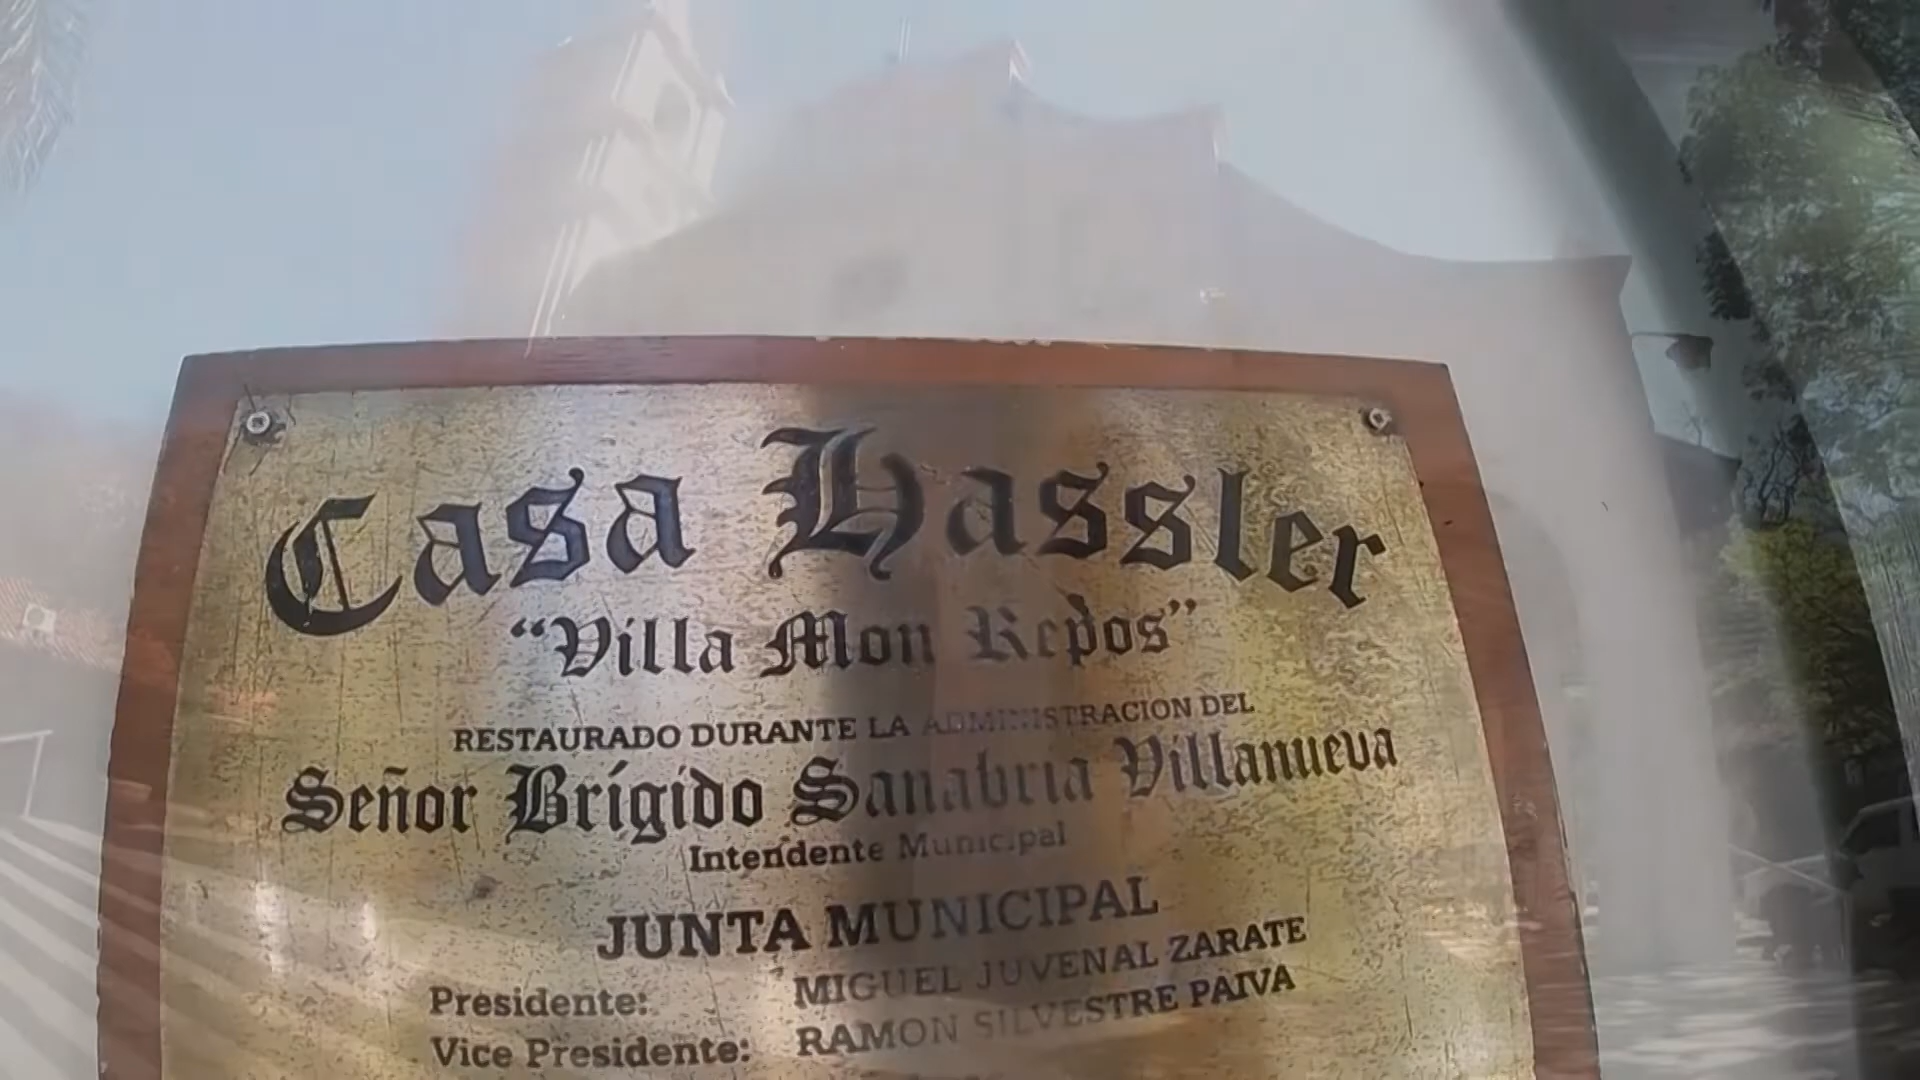 Casa Hassler
“Villa Mon Repos”
RESTAURADO DURANTE LA ADMINISTRACION DEL
Señor Brígido Sanabria Villanueva
Intendente Municipal
JUNTA MUNICIPAL
Presidente: MIGUEL JUVENAL ZARATE
Vice Presidente: RAMON SILVESTRE PAIVA